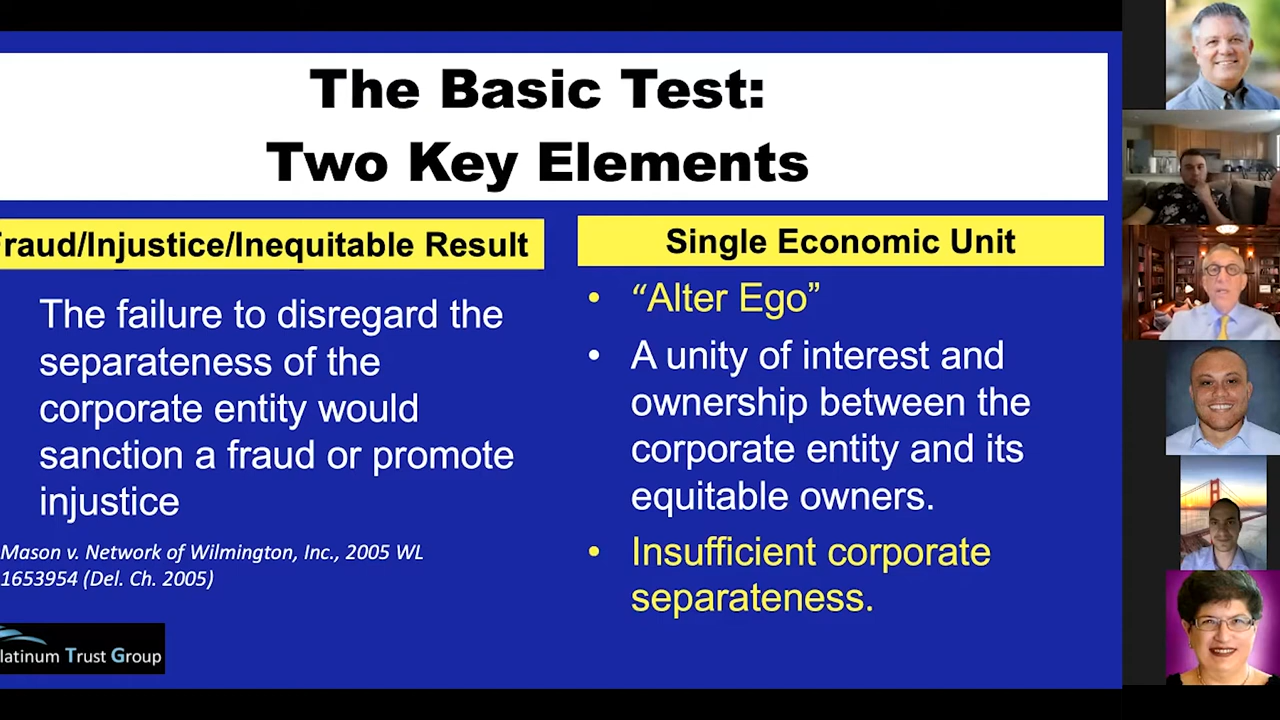 The Basic Test:
Two Key Elements
Fraud/Injustice/Inequitable Result
The failure to disregard the
separateness of the
corporate entity would
sanction a fraud or promote
injustice
Mason v. Network of Wilmington, Inc., 2005 WL
1653954 (Del. Ch. 2005)
Single Economic Unit
• “Alter Ego”
• A unity of interest and
ownership between the
corporate entity and its
equitable owners.
• Insufficient corporate
separateness.
latinum Trust Group